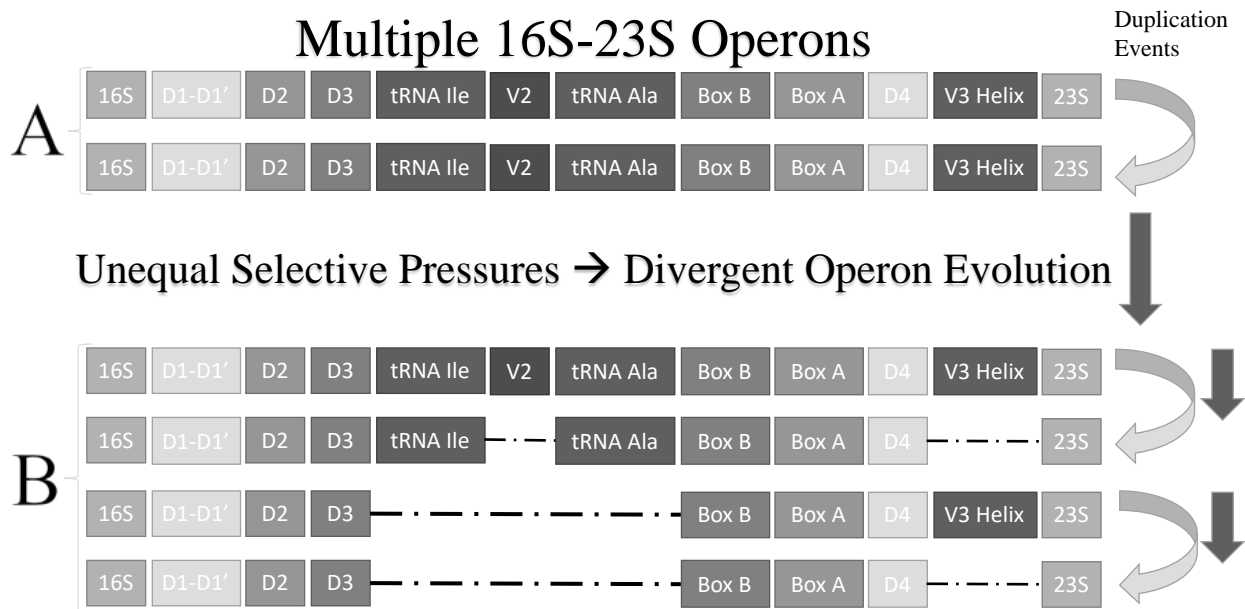 Multiple 16S-23S Operons
Duplication
Events
A
16S D1-D1′ D2 D3 tRNA Ile V2 tRNA Ala Box B Box A D4 V3 Helix 23S
16S D1-D1′ D2 D3 tRNA Ile V2 tRNA Ala Box B Box A D4 V3 Helix 23S
Unequal Selective Pressures → Divergent Operon Evolution
B
16S D1-D1′ D2 D3 tRNA Ile V2 tRNA Ala Box B Box A D4 V3 Helix 23S
16S D1-D1′ D2 D3 tRNA Ile tRNA Ala Box B Box A D4 23S
16S D1-D1′ D2 D3 Box B Box A D4 V3 Helix 23S
16S D1-D1′ D2 D3 Box B Box A D4 23S